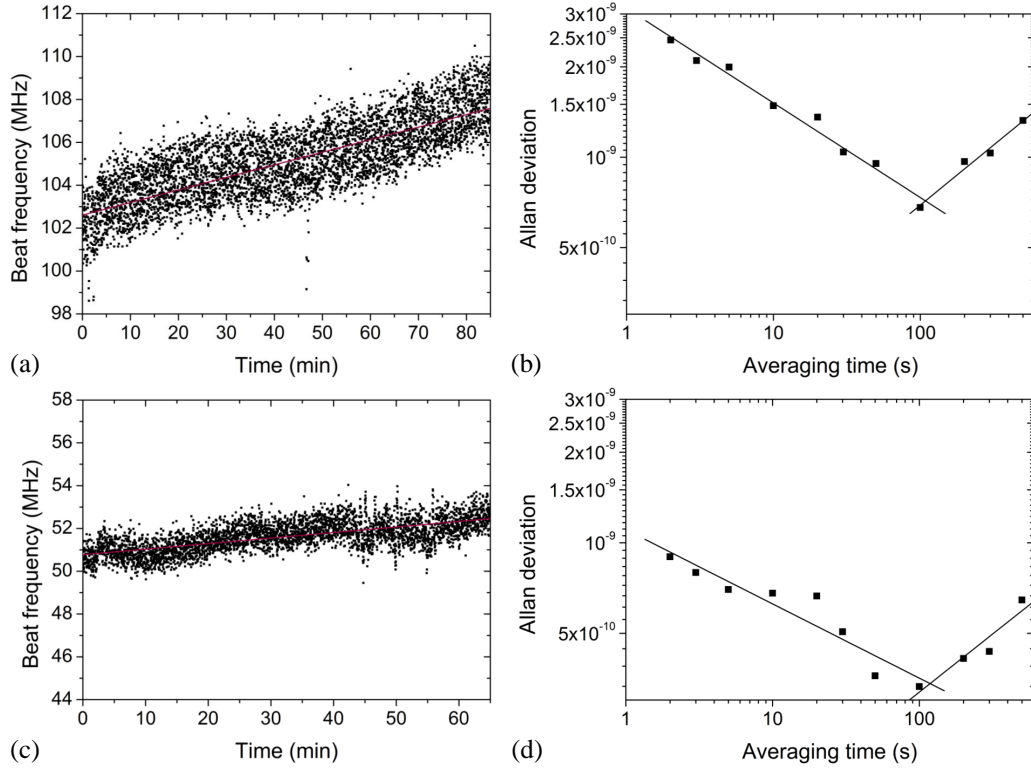 112
110
108
106
104
102
100
98
Beat frequency (MHz)
0 10 20 30 40 50 60 70 80
Time (min)
(a)
3x10⁻⁹
2.5x10⁻⁹
2x10⁻⁹
1.5x10⁻⁹
1x10⁻⁹
5x10⁻¹⁰
Allan deviation
1 10 100
Averaging time (s)
(b)
58
56
54
52
50
48
46
44
Beat frequency (MHz)
0 10 20 30 40 50 60
Time (min)
(c)
3x10⁻⁹
2.5x10⁻⁹
2x10⁻⁹
1.5x10⁻⁹
1x10⁻⁹
5x10⁻¹⁰
Allan deviation
1 10 100
Averaging time (s)
(d)